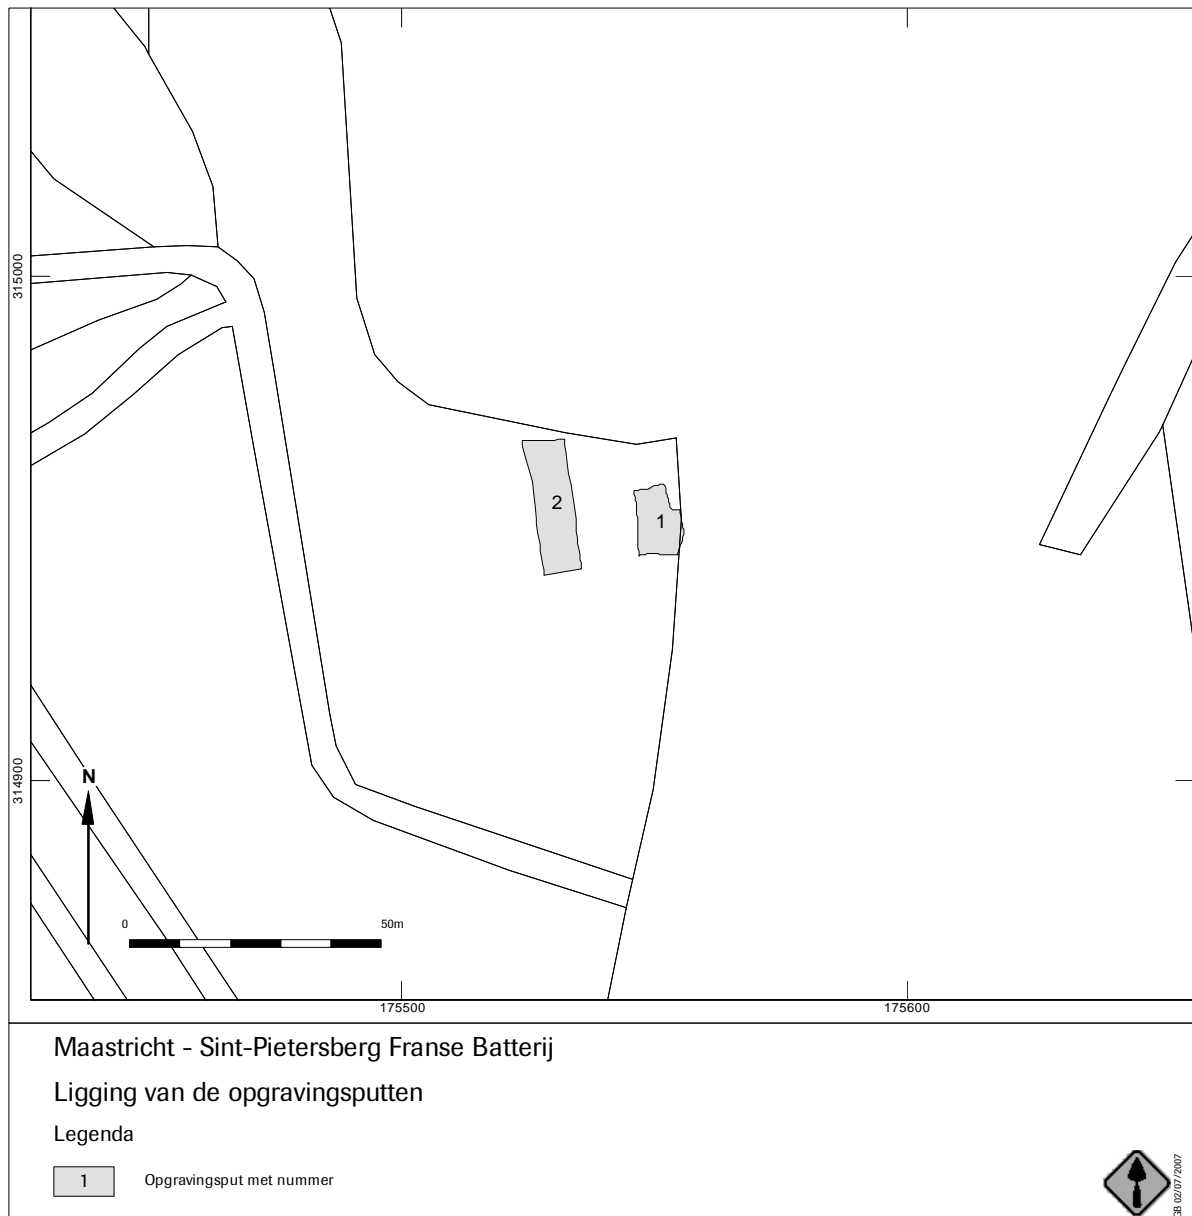 315000
2
1
314900
N
0 50m
175500 175600
Maastricht - Sint-Pietersberg Franse Batterij
Ligging van de opgravingsputten
Legenda
1 Opgravingsput met nummer
02/07/2007